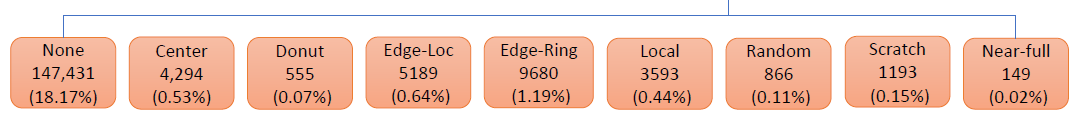 None
147,431
(18.17%)
Center
4,294
(0.53%)
Donut
555
(0.07%)
Edge-Loc
5189
(0.64%)
Edge-Ring
9680
(1.19%)
Local
3593
(0.44%)
Random
866
(0.11%)
Scratch
1193
(0.15%)
Near-full
149
(0.02%)